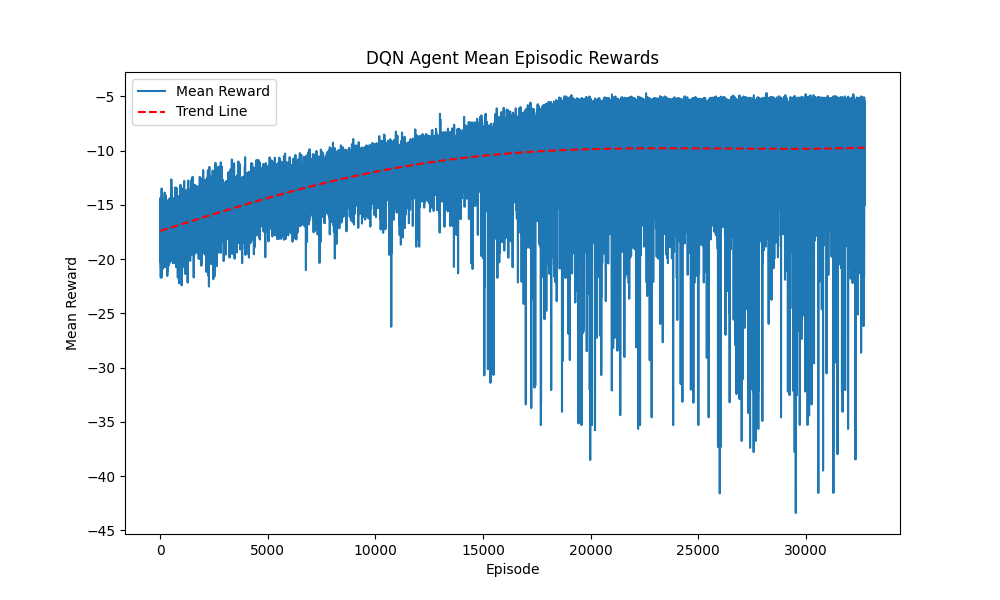 DQN Agent Mean Episodic Rewards
Mean Reward
Trend Line
Mean Reward
−5
−10
−15
−20
−25
−30
−35
−40
−45
0 5000 10000 15000 20000 25000 30000
Episode